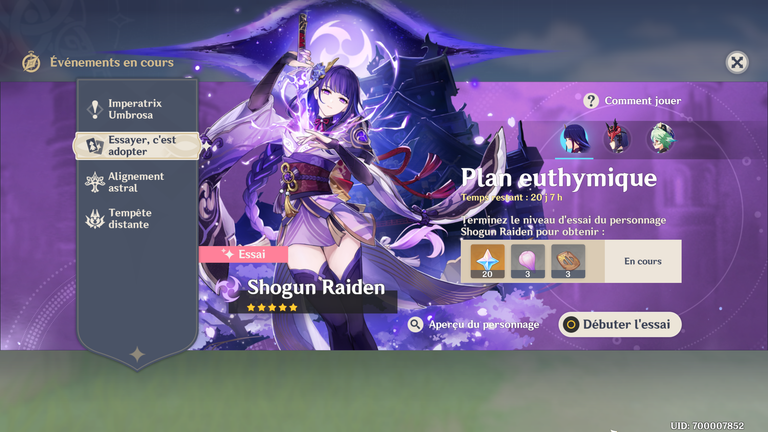 Événements en cours
Imperatrix
Umbrosa
Essayer, c'est
adopter
Alignement
astral
Tempête
distante
Comment jouer
Plan euthymique
Temps restant : 20 j 7 h
Terminez le niveau d'essai du personnage
Shogun Raiden pour obtenir :
20
3
3
En cours
Essai
Shogun Raiden
Aperçu du personnage
Débuter l'essai
UID: 700007852